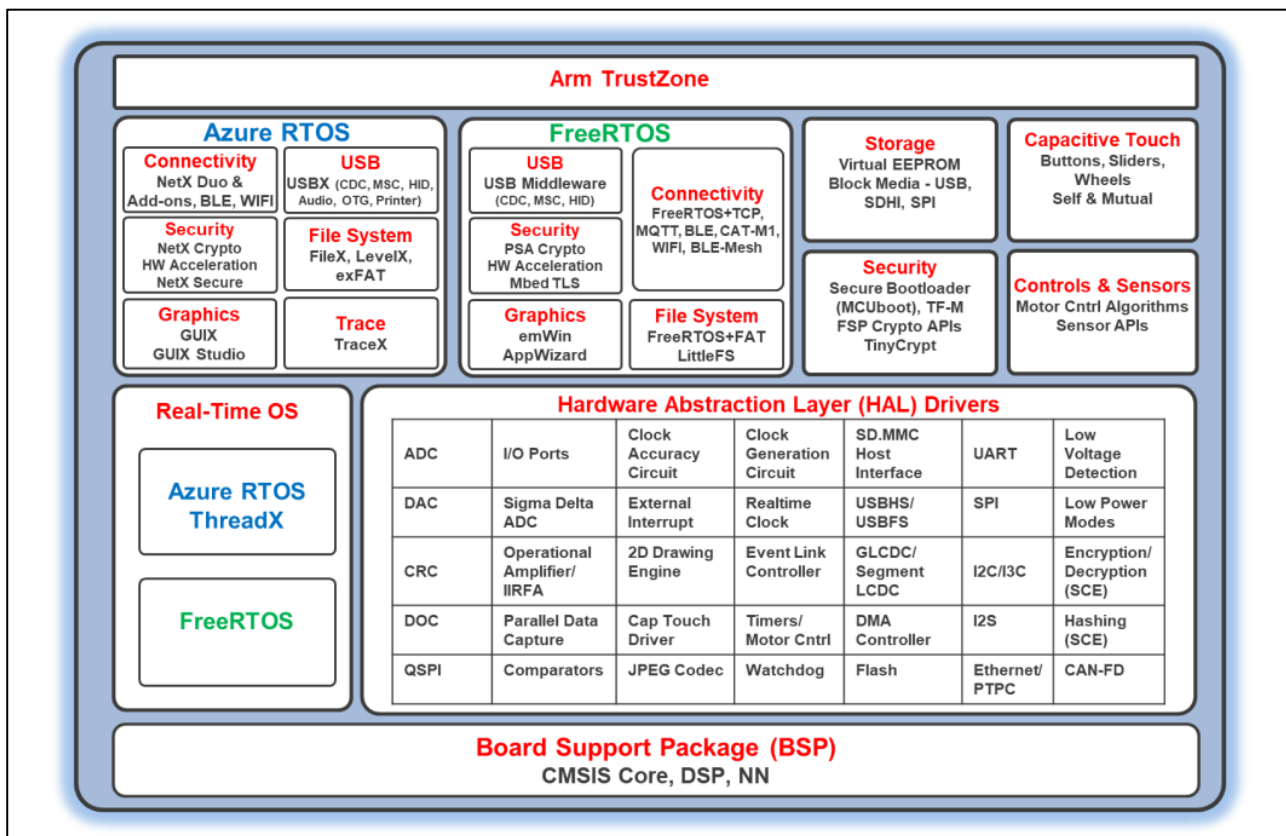 Arm TrustZone
Azure RTOS
Connectivity
NetX Duo &
Add-ons, BLE, WIFI
USB
USBX (CDC, MSC, HID,
Audio, OTG, Printer)
Security
NetX Crypto
HW Acceleration
NetX Secure
File System
FileX, LevelX,
exFAT
Graphics
GUIX
GUIX Studio
Trace
TraceX
FreeRTOS
USB
USB Middleware
(CDC, MSC, HID)
Connectivity
FreeRTOS+TCP,
MQTT, BLE, CAT-M1,
WIFI, BLE-Mesh
Security
PSA Crypto
HW Acceleration
Mbed TLS
Graphics
emWin
AppWizard
File System
FreeRTOS+FAT
LittleFS
Storage
Virtual EEPROM
Block Media - USB,
SDHI, SPI
Capacitive Touch
Buttons, Sliders,
Wheels
Self & Mutual
Security
Secure Bootloader
(MCUboot), TF-M
FSP Crypto APIs
TinyCrypt
Controls & Sensors
Motor Cntrl Algorithms
Sensor APIs
Real-Time OS
Azure RTOS
ThreadX
FreeRTOS
Hardware Abstraction Layer (HAL) Drivers
ADC
I/O Ports
Clock
Accuracy
Circuit
Clock
Generation
Circuit
SD.MMC
Host
Interface
UART
Low
Voltage
Detection
DAC
Sigma Delta
ADC
External
Interrupt
Realtime
Clock
USBHS/
USBFS
SPI
Low Power
Modes
CRC
Operational
Amplifier/
IIRFA
2D Drawing
Engine
Event Link
Controller
GLCDC/
Segment
LCDC
I2C/I3C
Encryption/
Decryption
(SCE)
DOC
Parallel Data
Capture
Cap Touch
Driver
Timers/
Motor Cntrl
DMA
Controller
I2S
Hashing
(SCE)
QSPI
Comparators
JPEG Codec
Watchdog
Flash
Ethernet/
PTPC
CAN-FD
Board Support Package (BSP)
CMSIS Core, DSP, NN